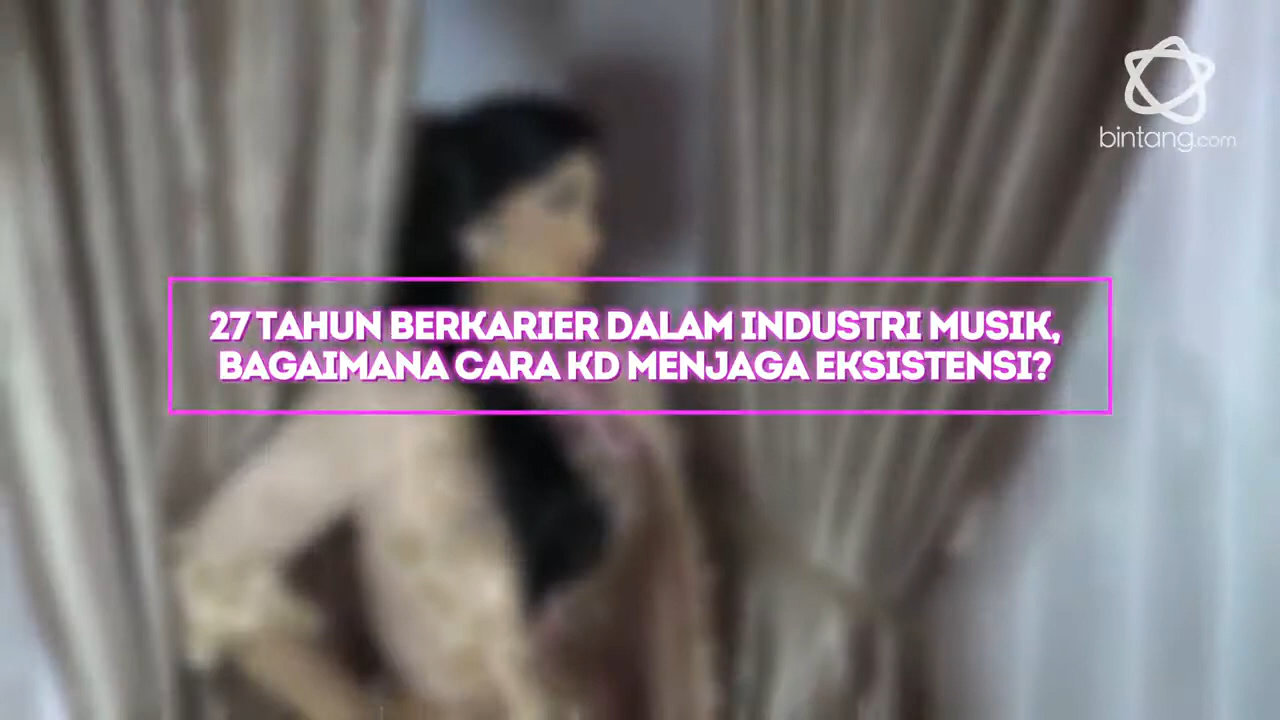 bintang.com
27 TAHUN BERKARIER DALAM INDUSTRI MUSIK,
BAGAIMANA CARA KD MENJAGA EKSISTENSI?